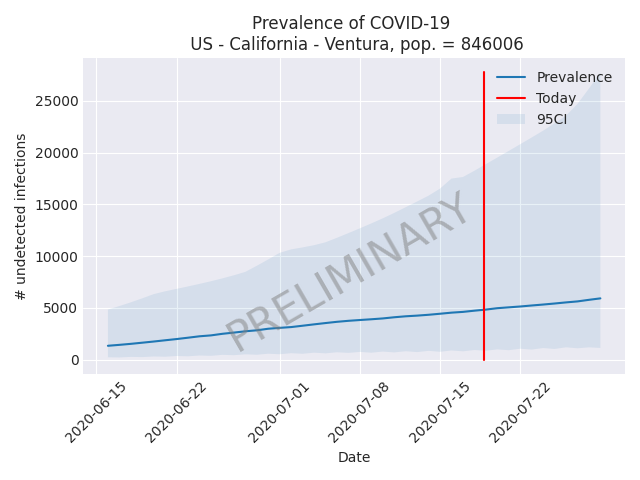 Prevalence of COVID-19
US - California - Ventura, pop. = 846006
Prevalence
Today
95CI
25000
20000
15000
10000
5000
0
# undetected infections
PRELIMINARY
2020-06-15
2020-06-22
2020-07-01
2020-07-08
2020-07-15
2020-07-22
Date